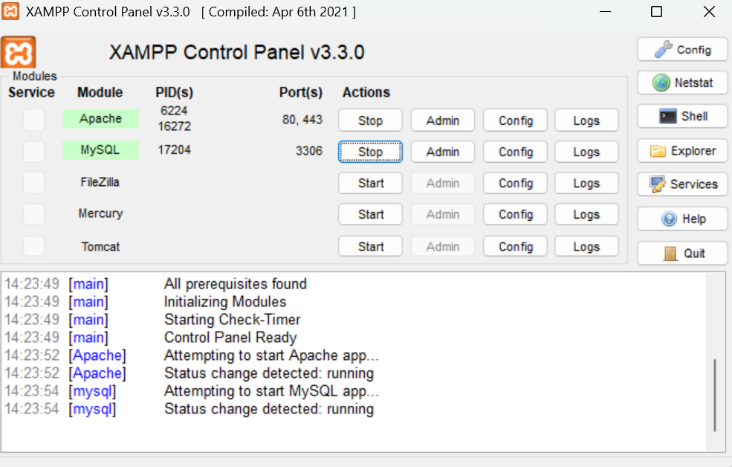 XAMPP Control Panel v3.3.0 [ Compiled: Apr 6th 2021 ]
XAMPP Control Panel v3.3.0
Config
Modules
Service Module PID(s) Port(s) Actions
Netstat
Apache 6224 16272 80, 443 Stop Admin Config Logs
Shell
MySQL 17204 3306 Stop Admin Config Logs
Explorer
FileZilla Start Admin Config Logs
Services
Mercury Start Admin Config Logs
Help
Tomcat Start Admin Config Logs
Quit
14:23:49 [main] All prerequisites found
14:23:49 [main] Initializing Modules
14:23:49 [main] Starting Check-Timer
14:23:49 [main] Control Panel Ready
14:23:52 [Apache] Attempting to start Apache app...
14:23:52 [Apache] Status change detected: running
14:23:54 [mysql] Attempting to start MySQL app...
14:23:54 [mysql] Status change detected: running